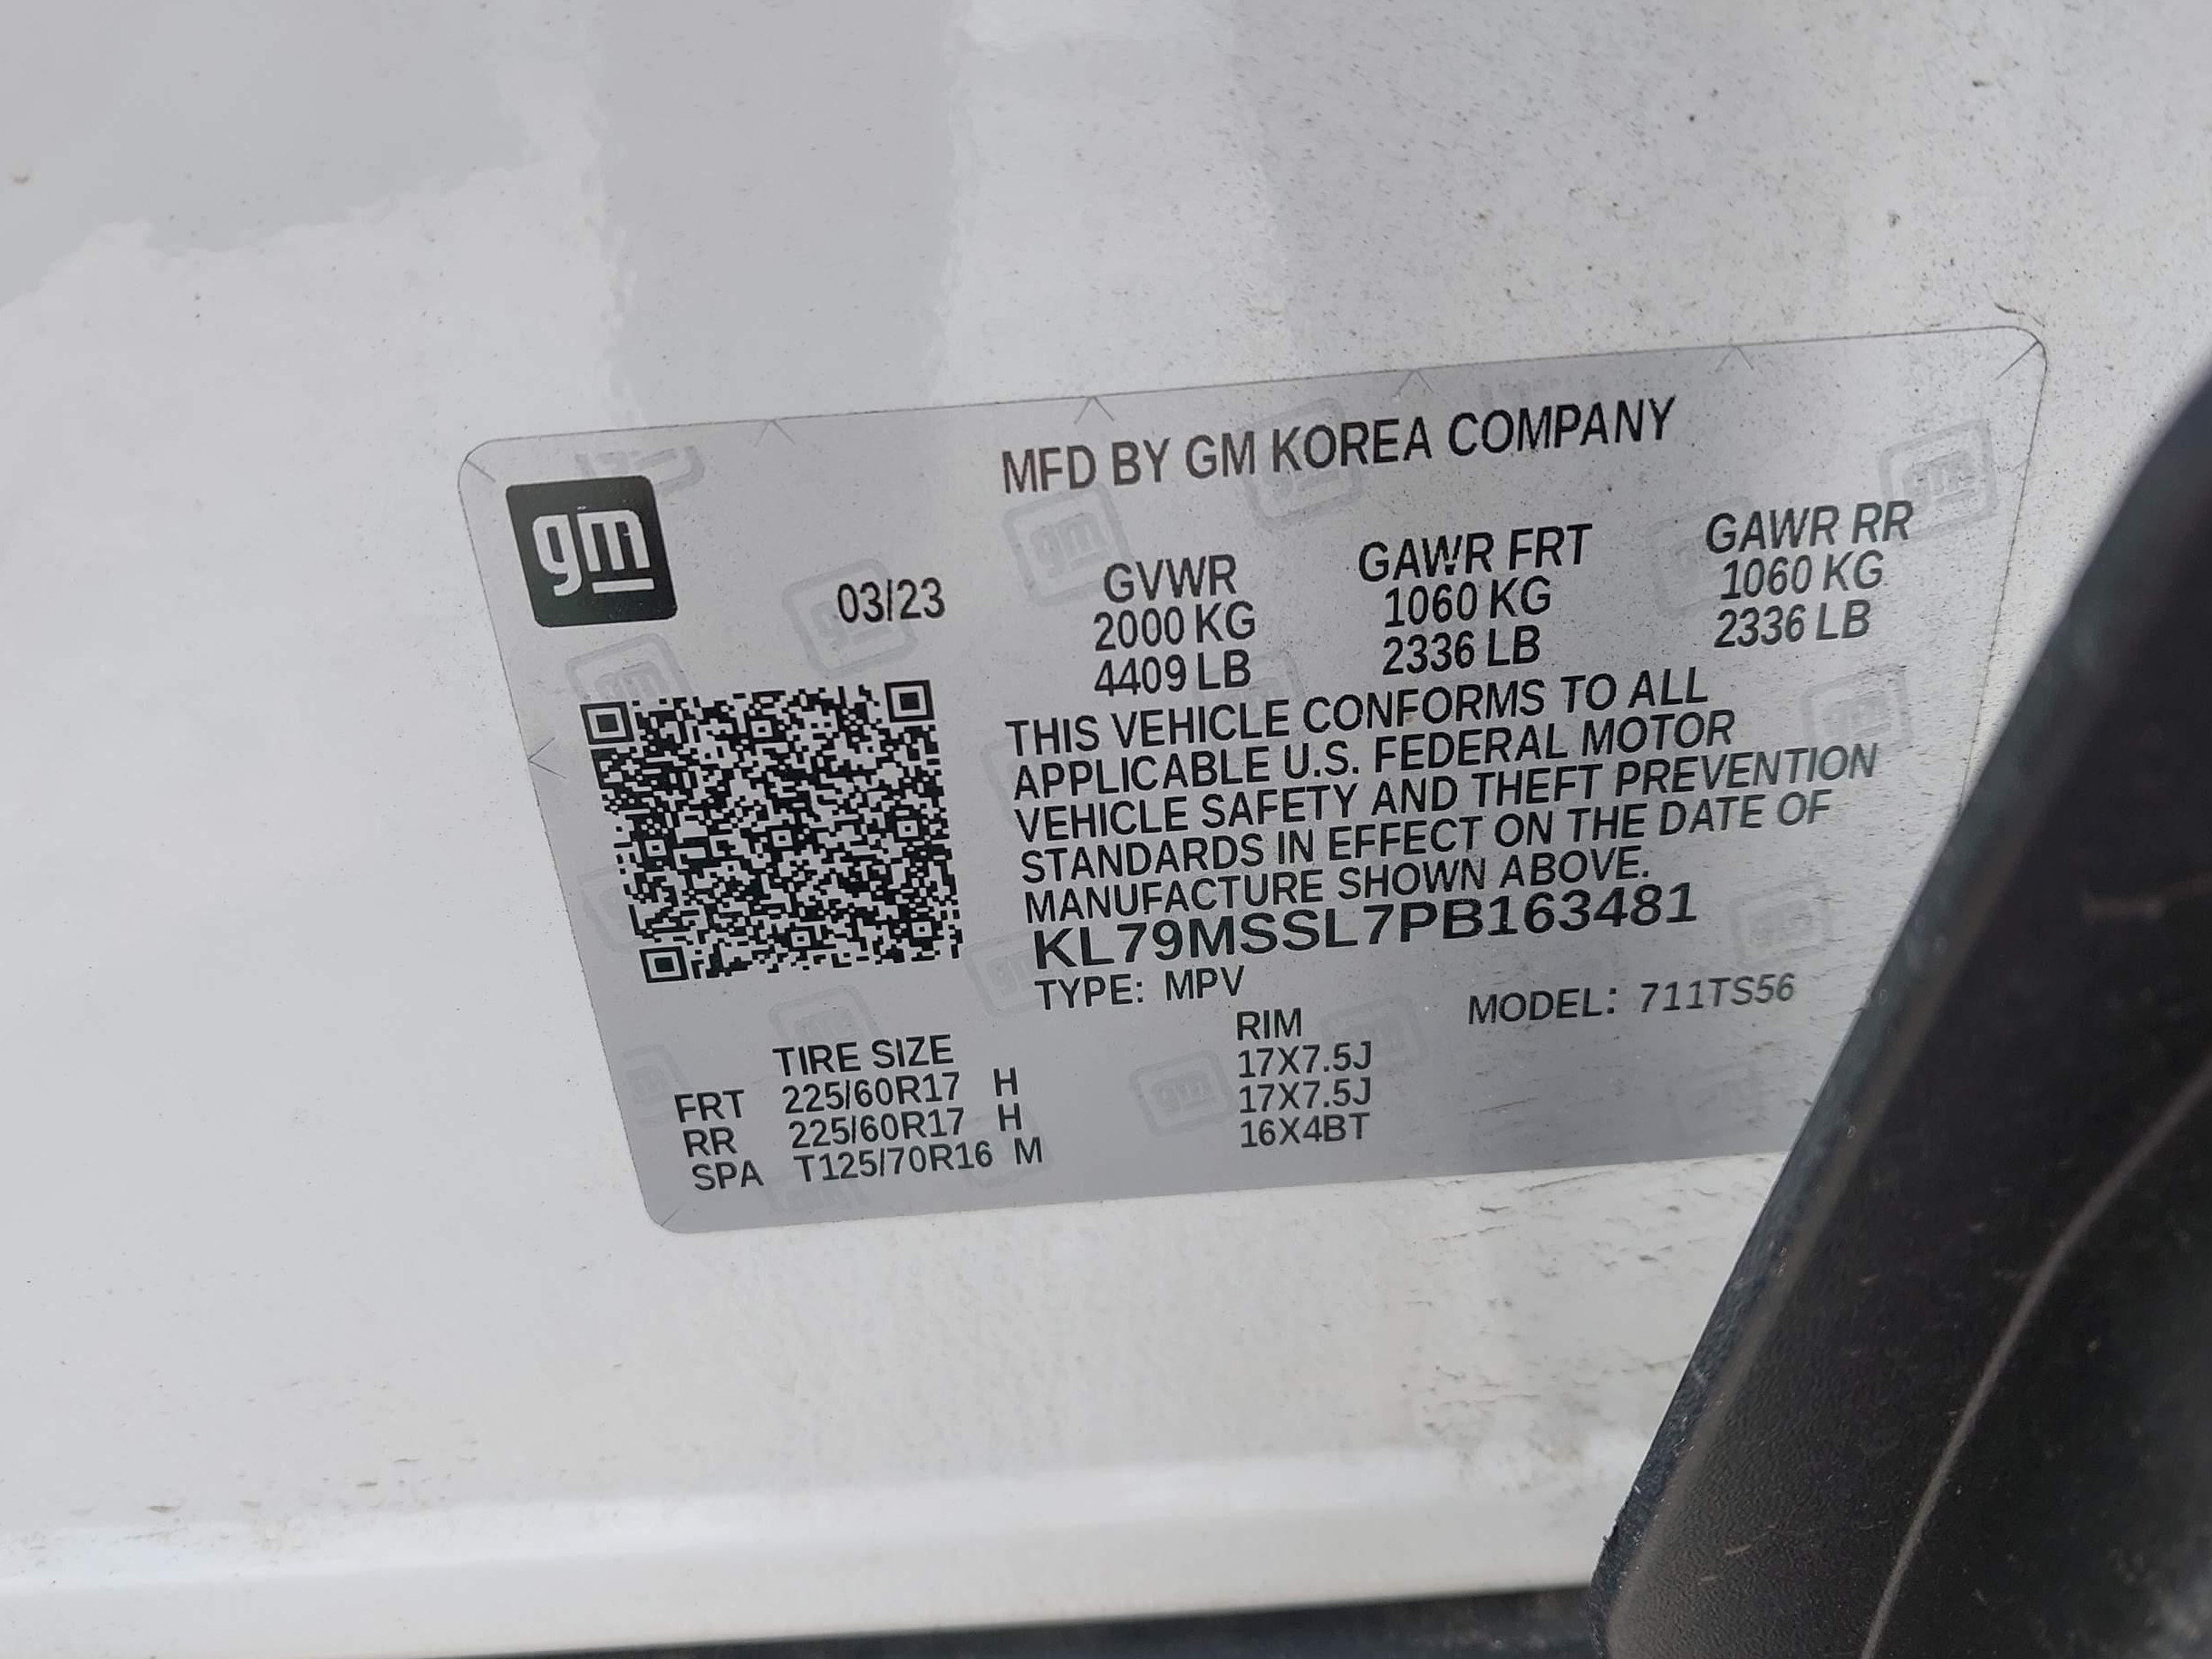 gm
MFD BY GM KOREA COMPANY
03/23
GVWR
2000 KG
4409 LB
GAWR FRT
1060 KG
2336 LB
GAWR RR
1060 KG
2336 LB
THIS VEHICLE CONFORMS TO ALL
APPLICABLE U.S. FEDERAL MOTOR
VEHICLE SAFETY AND THEFT PREVENTION
STANDARDS IN EFFECT ON THE DATE OF
MANUFACTURE SHOWN ABOVE.
KL79MSSL7PB163481
TYPE: MPV
MODEL: 711TS56
TIRE SIZE RIM
FRT 225/60R17 H 17X7.5J
RR 225/60R17 H 17X7.5J
SPA T125/70R16 M 16X4BT